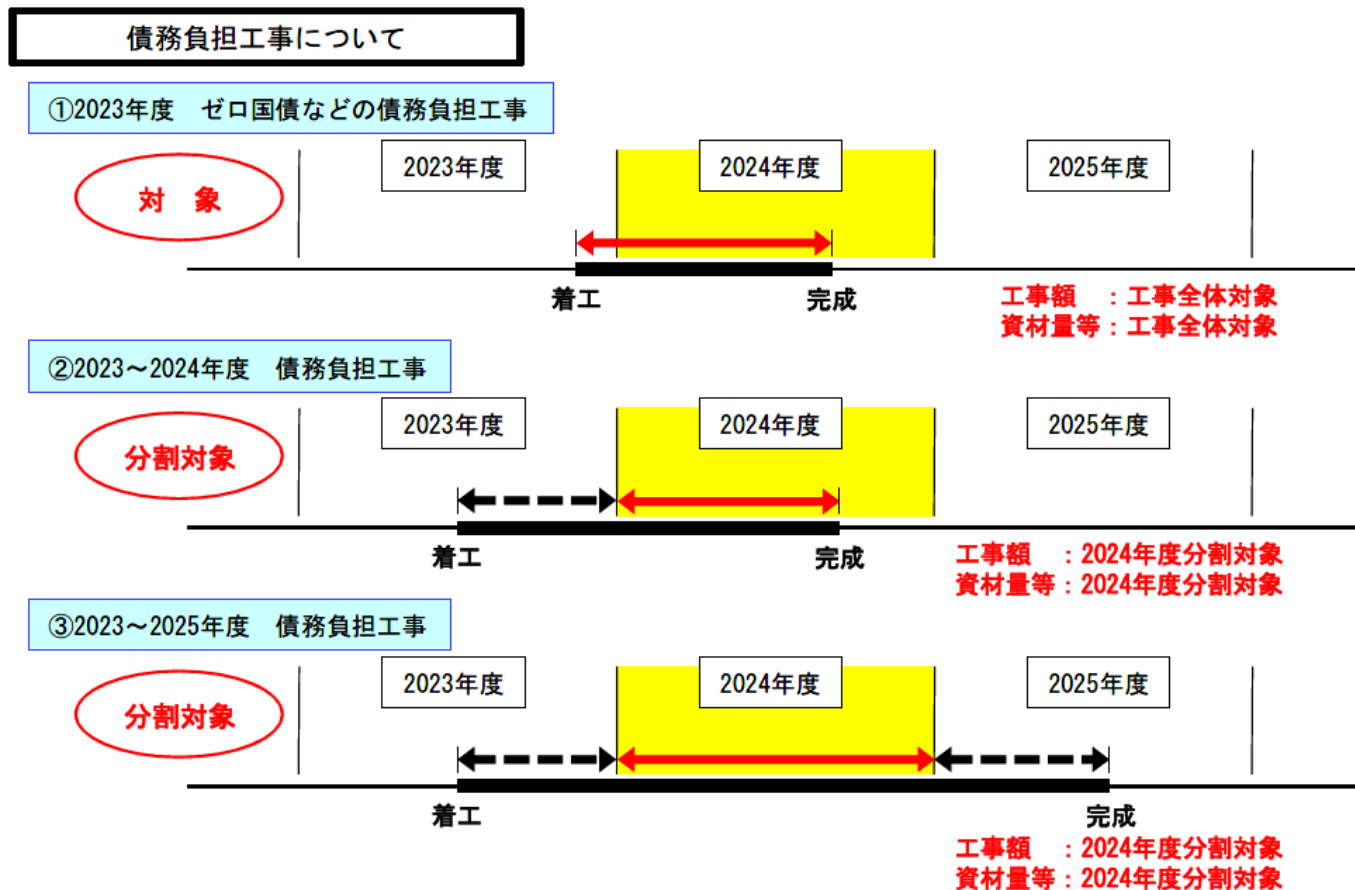 債務負担工事について
①2023年度　ゼロ国債などの債務負担工事
対　象
2023年度
2024年度
2025年度
着工
完成
工事額　：工事全体対象
資材量等：工事全体対象
②2023～2024年度　債務負担工事
分割対象
2023年度
2024年度
2025年度
着工
完成
工事額　：2024年度分割対象
資材量等：2024年度分割対象
③2023～2025年度　債務負担工事
分割対象
2023年度
2024年度
2025年度
着工
完成
工事額　：2024年度分割対象
資材量等：2024年度分割対象